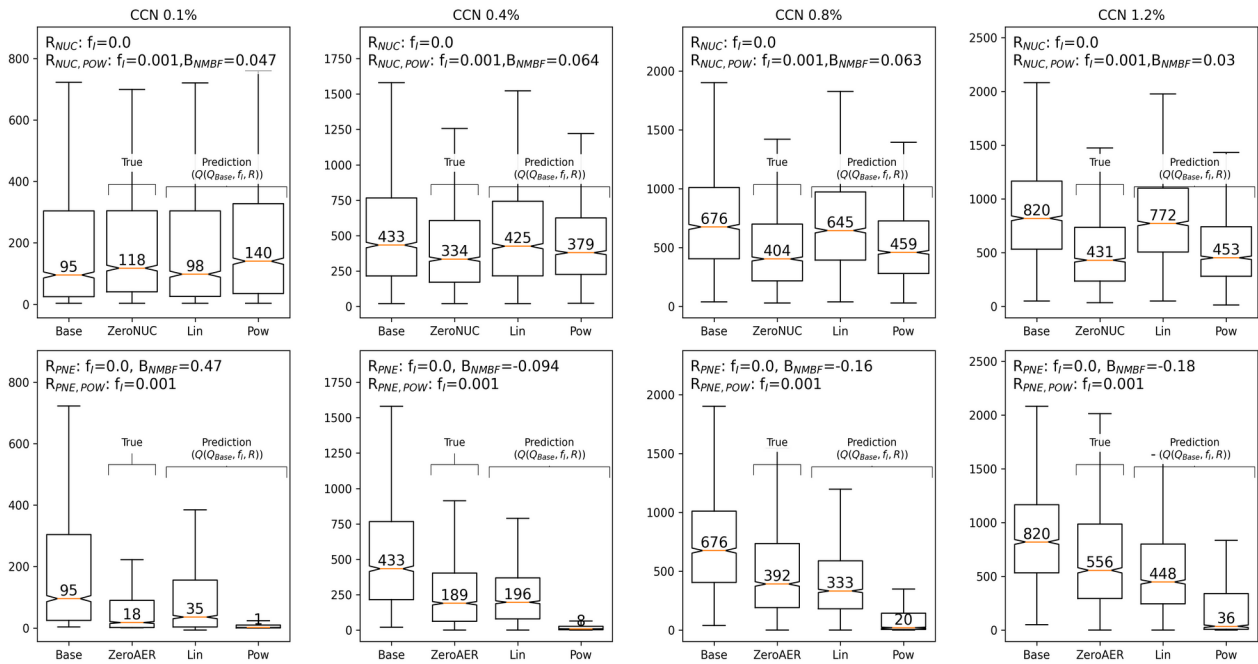 CCN 0.1%
R_NUC: f_I=0.0
R_NUC,POW: f_I=0.001,B_NMBF=0.047
800
600
400
200
0
True
Prediction
(Q(Q_Base, f_I, R))
95
118
98
140
Base ZeroNUC Lin Pow
CCN 0.4%
R_NUC: f_I=0.0
R_NUC,POW: f_I=0.001,B_NMBF=0.064
1750
1500
1250
1000
750
500
250
0
True
Prediction
(Q(Q_Base, f_I, R))
433
334
425
379
Base ZeroNUC Lin Pow
CCN 0.8%
R_NUC: f_I=0.0
R_NUC,POW: f_I=0.001,B_NMBF=0.063
2000
1500
1000
500
0
True
Prediction
(Q(Q_Base, f_I, R))
676
404
645
459
Base ZeroNUC Lin Pow
CCN 1.2%
R_NUC: f_I=0.0
R_NUC,POW: f_I=0.001,B_NMBF=0.03
2500
2000
1500
1000
500
0
True
Prediction
(Q(Q_Base, f_I, R))
820
431
772
453
Base ZeroNUC Lin Pow
R_PNE: f_I=0.0, B_NMBF=0.47
R_PNE,POW: f_I=0.001
800
600
400
200
0
True
Prediction
(Q(Q_Base, f_I, R))
95
18
35
1
Base ZeroAER Lin Pow
R_PNE: f_I=0.0, B_NMBF=-0.094
R_PNE,POW: f_I=0.001
1750
1500
1250
1000
750
500
250
0
True
Prediction
(Q(Q_Base, f_I, R))
433
189
196
8
Base ZeroAER Lin Pow
R_PNE: f_I=0.0, B_NMBF=-0.16
R_PNE,POW: f_I=0.001
2000
1500
1000
500
0
True
Prediction
(Q(Q_Base, f_I, R))
676
392
333
20
Base ZeroAER Lin Pow
R_PNE: f_I=0.0, B_NMBF=-0.18
R_PNE,POW: f_I=0.001
2500
2000
1500
1000
500
0
True
Prediction
(Q(Q_Base, f_I, R))
820
556
448
36
Base ZeroAER Lin Pow